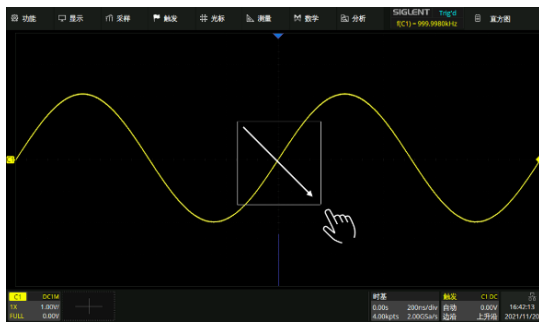 功能 显示 采样 触发 光标 测量 数学 分析 SIGLENT Trig'd 直方图
f(C1) = 999.9980kHz
C1
C1 DC1M 时基 触发 C1 DC
1X 1.00V/ 0.00s 200ns/div 自动 0.00V 16:42:13
FULL 0.00V 4.00kpts 2.00GSa/s 边沿 上升沿 2021/11/20